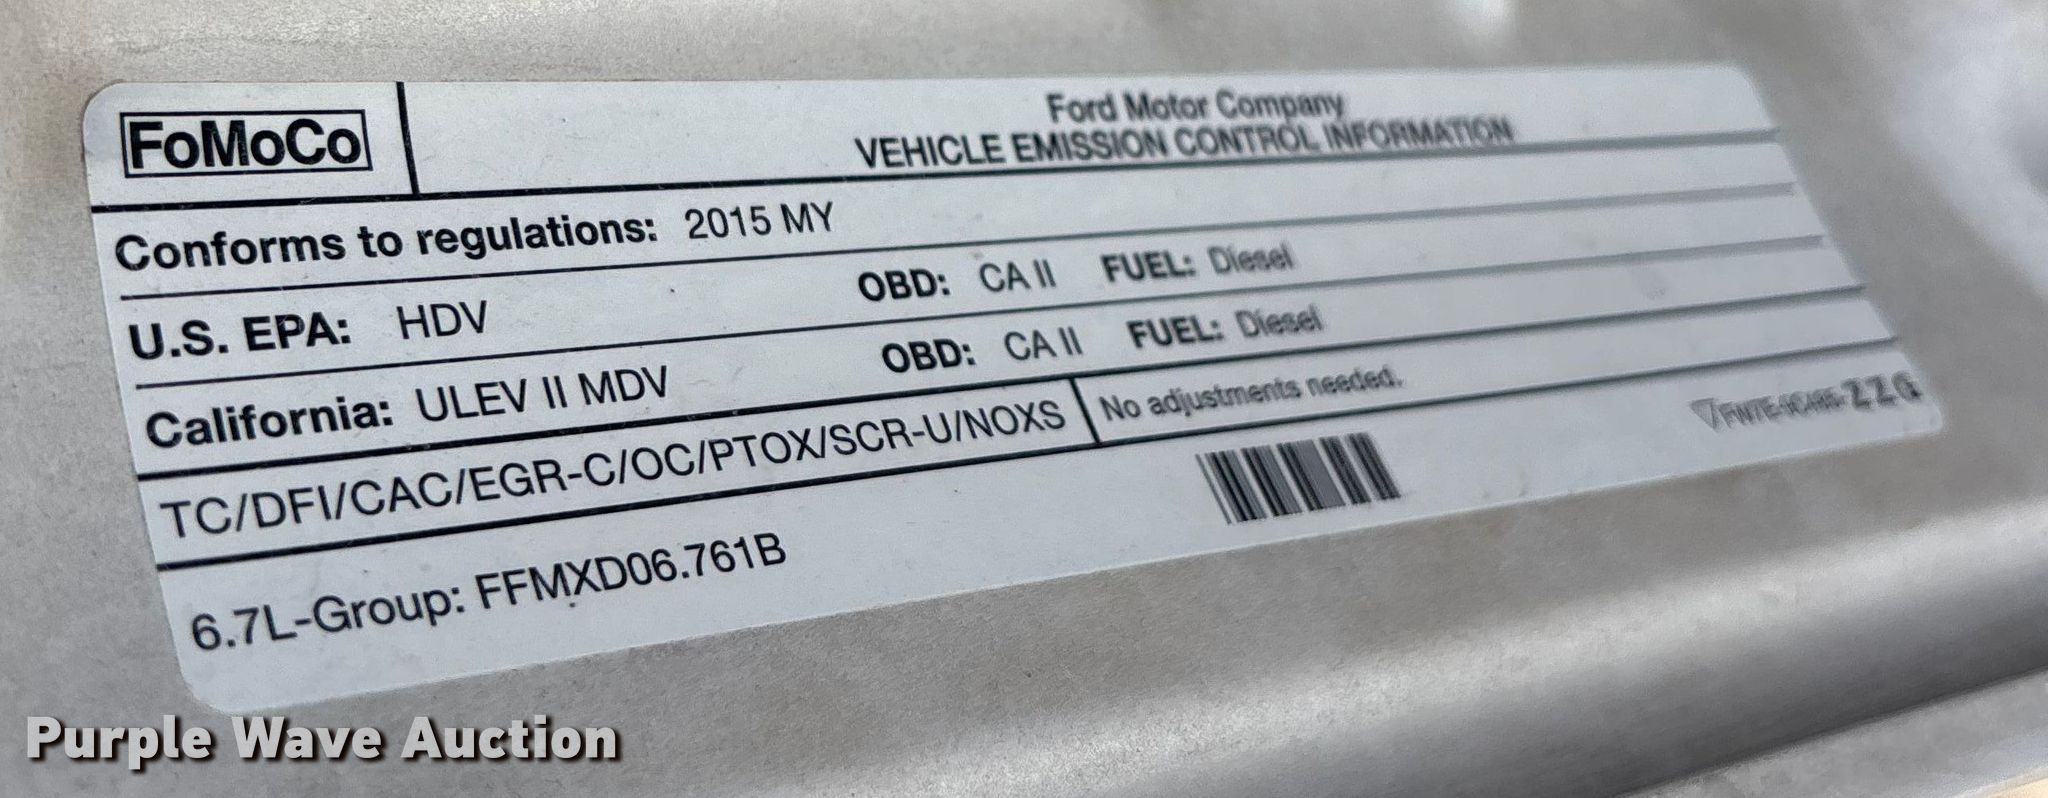 FoMoCo
Ford Motor Company
VEHICLE EMISSION CONTROL INFORMATION
Conforms to regulations: 2015 MY
U.S. EPA: HDV OBD: CA II FUEL: Diesel
California: ULEV II MDV OBD: CA II FUEL: Diesel
TC/DFI/CAC/EGR-C/OC/PTOX/SCR-U/NOXS No adjustments needed.
6.7L-Group: FFMXD06.761B
ZZG
Purple Wave Auction